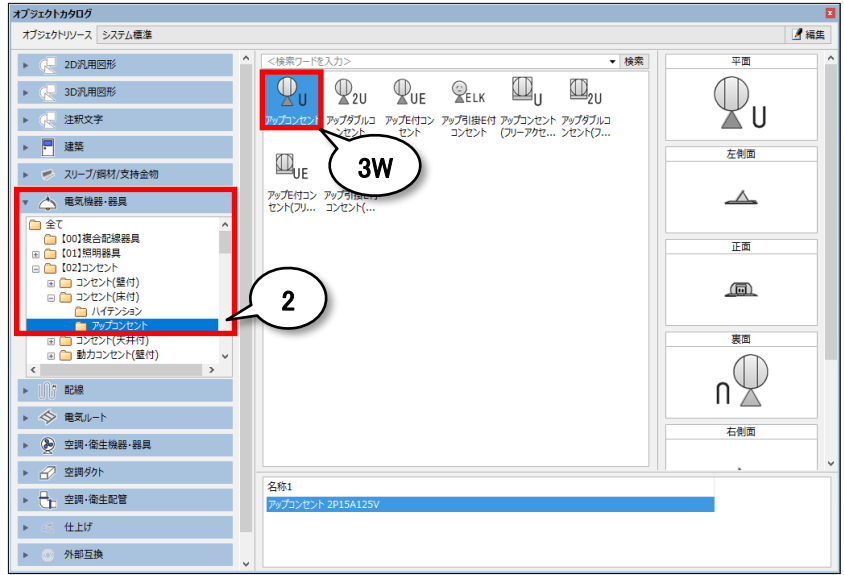 オブジェクトカタログ
オブジェクトリソース システム標準
編集
2D汎用図形
3D汎用図形
注釈文字
建築
スリーブ/鋼材/支持金物
電気機器・器具
全て
【00】複合配線器具
【01】照明器具
【02】コンセント
コンセント(壁付)
コンセント(床付)
ハイテンション
アップコンセント
コンセント(天井付)
動力コンセント(壁付)
配線
電気ルート
空調・衛生機器・器具
空調ダクト
空調・衛生配管
仕上げ
外部互換
2
<検索ワードを入力> 検索
U 2U UE ELK U 2U
アップコンセント アップダブルコンセント アップE付コンセント アップ引掛E付コンセント アップコンセント(フリーアクセ... アップダブルコンセント(フ...
3W
UE
アップE付コンセント(フリ... アップ引掛E付コンセント(...
名称1
アップコンセント 2P15A125V
平面
U
左側面
正面
裏面
U
右側面